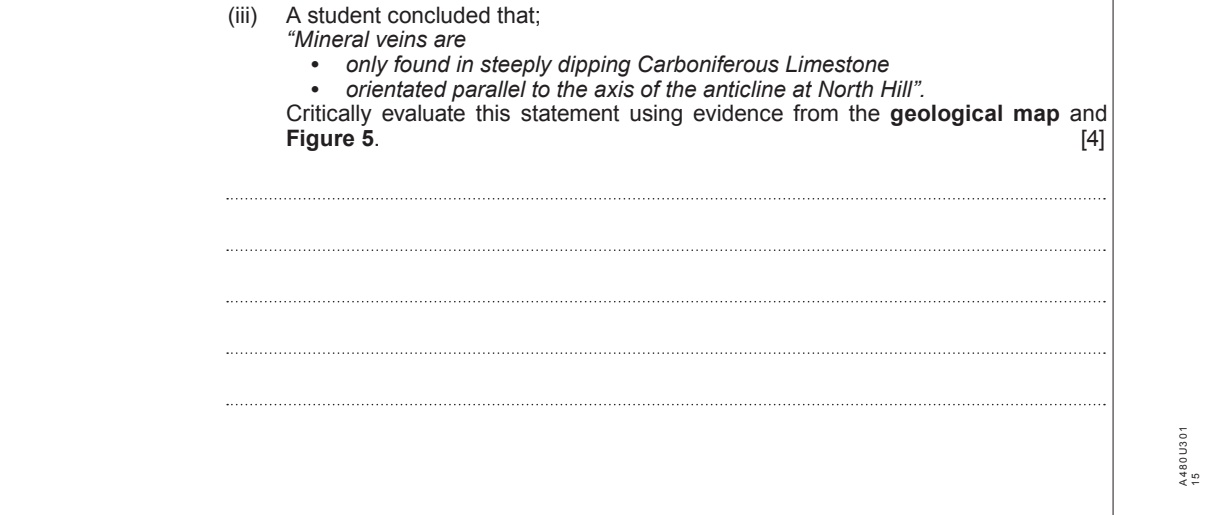 (iii) A student concluded that;
“Mineral veins are
• only found in steeply dipping Carboniferous Limestone
• orientated parallel to the axis of the anticline at North Hill”.
Critically evaluate this statement using evidence from the geological map and
Figure 5. [4]
A480U301
15